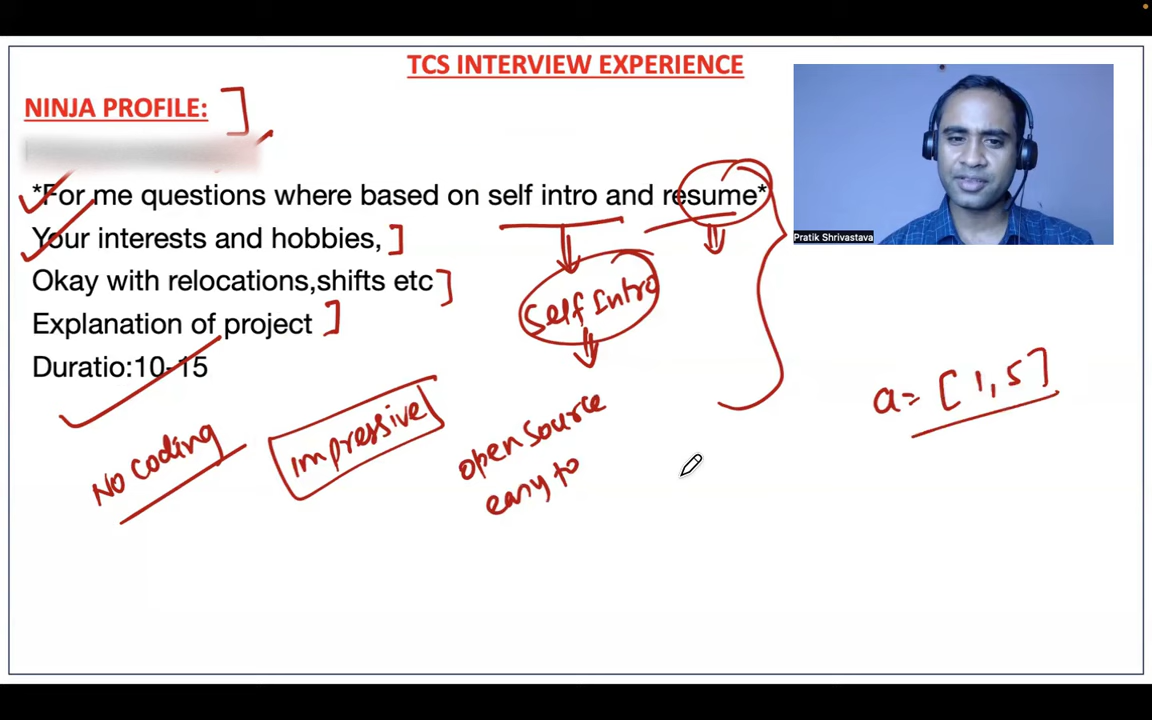 TCS INTERVIEW EXPERIENCE
NINJA PROFILE:
*For me questions where based on self intro and resume*
Your interests and hobbies,
Okay with relocations,shifts etc
Explanation of project
Duratio:10-15
Self Intro
No coding
Impressive
open source
easy to
a= [1,5]
Pratik Shrivastava